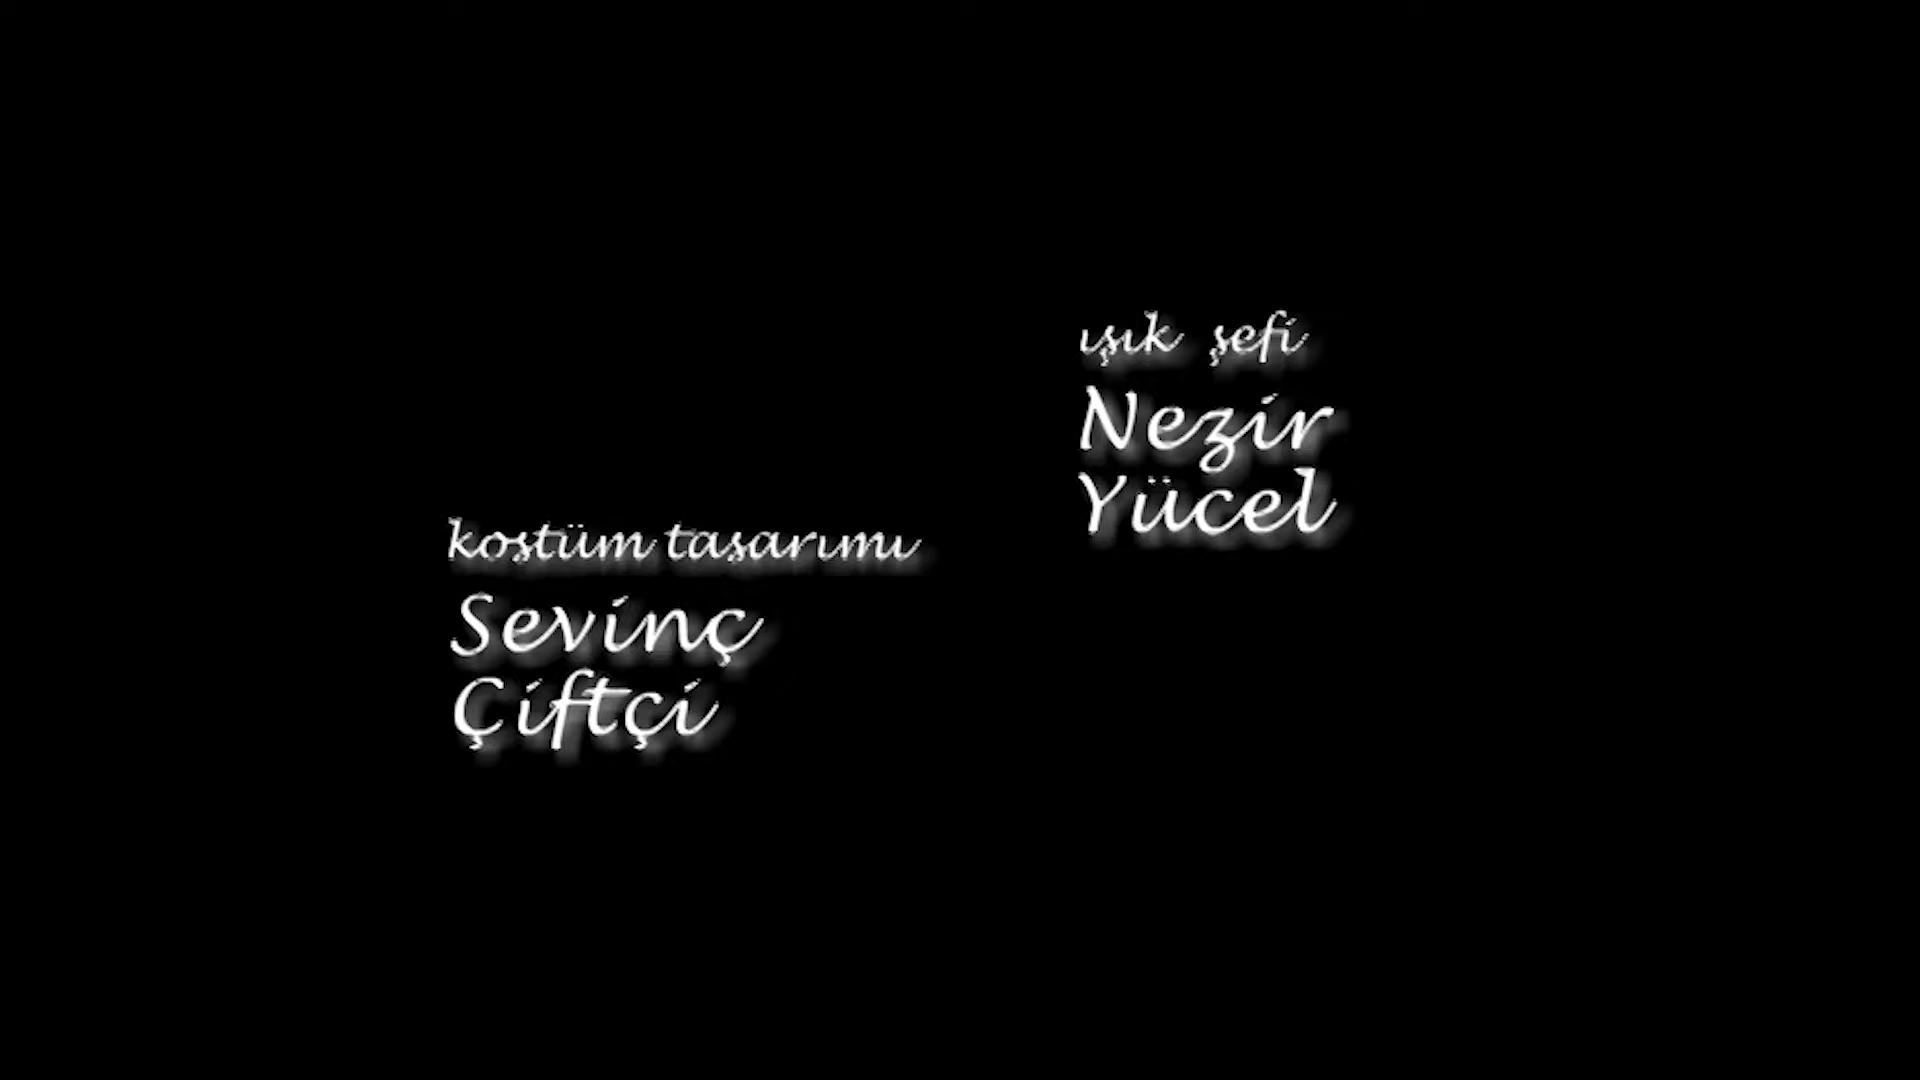 ışık şefi
Nezir
Yücel
kostüm tasarımı
Sevinç
Çiftçi